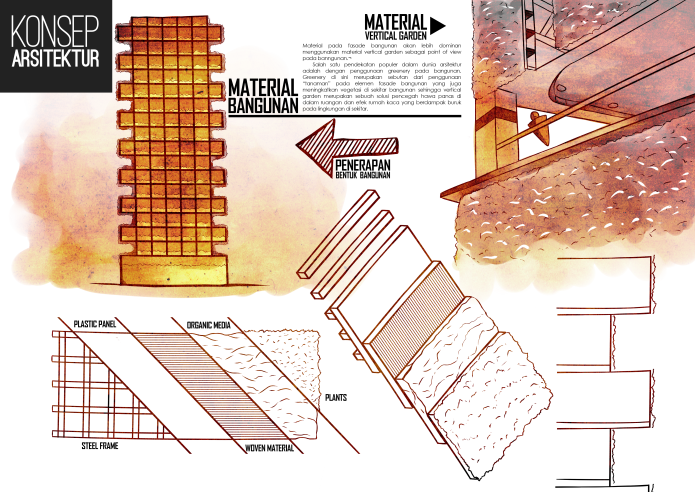 KONSEP
ARSITEKTUR
MATERIAL
VERTICAL GARDEN
Material pada fasade bangunan akan lebih dominan
menggunakan material vertical garden sebagai point of view
pada banngunan.
Salah satu pendekatan populer dalam dunia arsitektur
adalah dengan penggunaan greenery pada bangunan.
Greenery di sini merupakan sebutan dari penggunaan
"tanaman" pada elemen fasade bangunan yang juga
meningkatkan vegetasi di sekitar bangunan sehingga vertical
garden merupakan sebuah solusi pencegah hawa panas di
dalam ruangan dan efek rumah kaca yang berdampak buruk
pada lingkungan di sekitar.
MATERIAL
BANGUNAN
PENERAPAN
BENTUK BANGUNAN
PLASTIC PANEL
ORGANIC MEDIA
PLANTS
STEEL FRAME
WOVEN MATERIAL